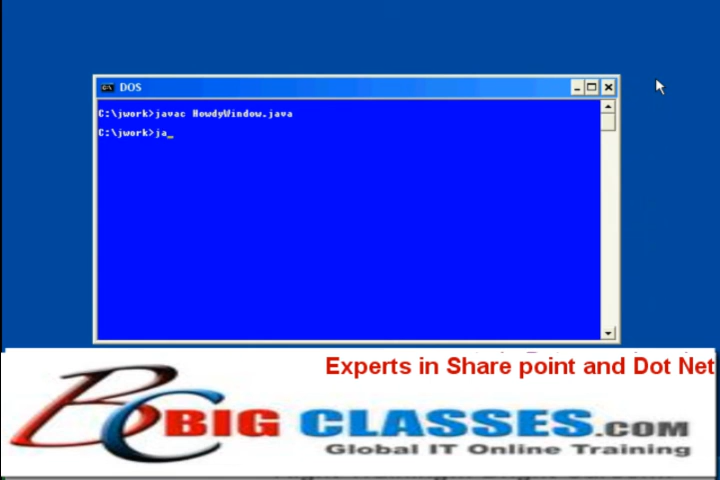 DOS
C:\jwork>javac HowdyWindow.java
C:\jwork>ja_
Experts in Share point and Dot Net
BC BIG CLASSES.COM
Global IT Online Training